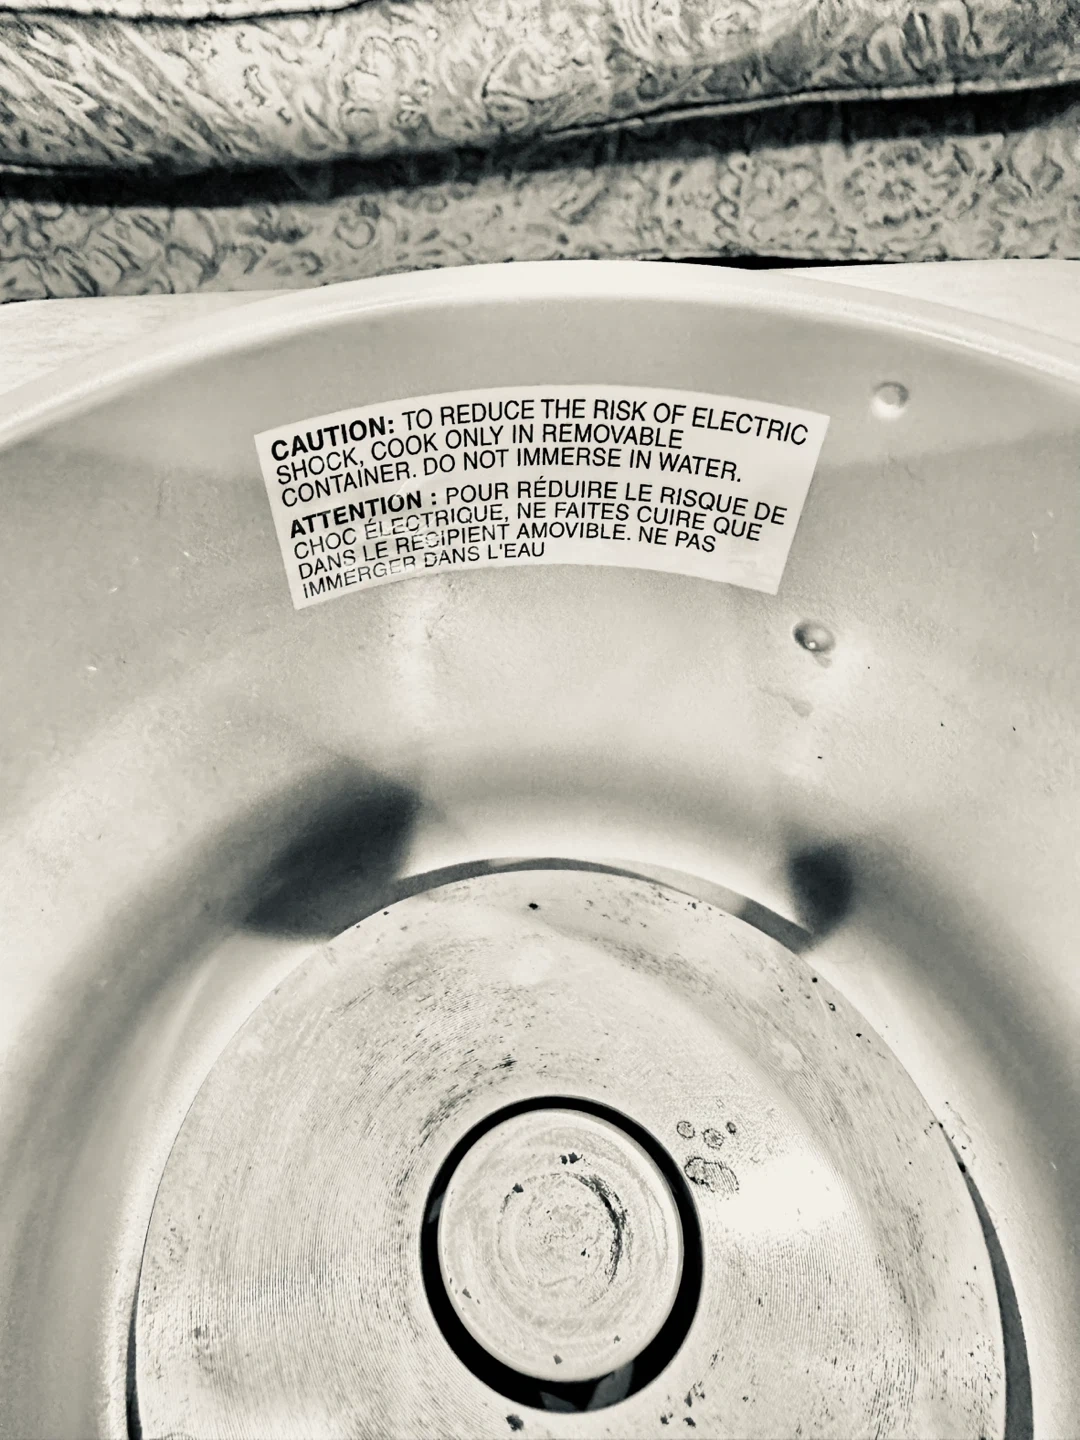 CAUTION: TO REDUCE THE RISK OF ELECTRIC
SHOCK, COOK ONLY IN REMOVABLE
CONTAINER. DO NOT IMMERSE IN WATER.
ATTENTION : POUR RÉDUIRE LE RISQUE DE
CHOC ÉLECTRIQUE, NE FAITES CUIRE QUE
DANS LE RÉCIPIENT AMOVIBLE. NE PAS
IMMERGER DANS L'EAU